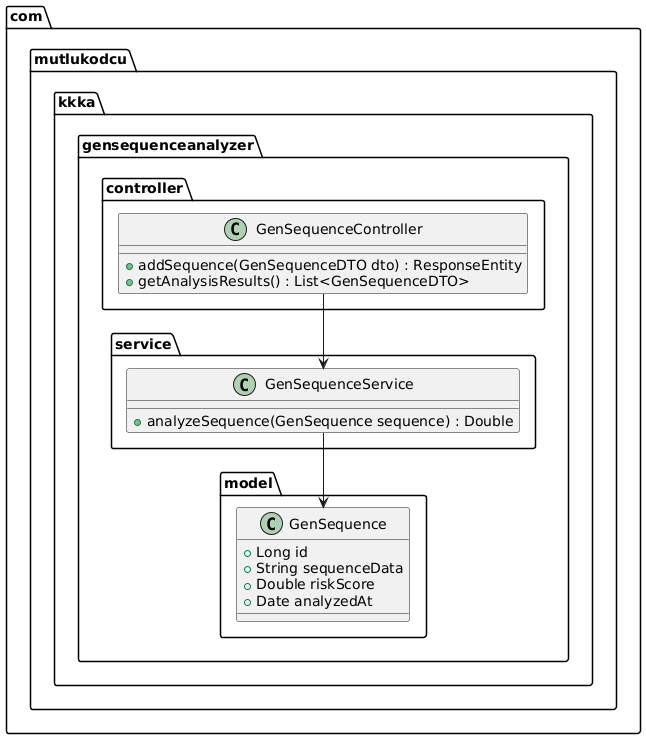 com
mutlukodcu
kkka
gensequenceanalyzer
controller
C GenSequenceController
addSequence(GenSequenceDTO dto) : ResponseEntity
getAnalysisResults() : List<GenSequenceDTO>
service
C GenSequenceService
analyzeSequence(GenSequence sequence) : Double
model
C GenSequence
Long id
String sequenceData
Double riskScore
Date analyzedAt